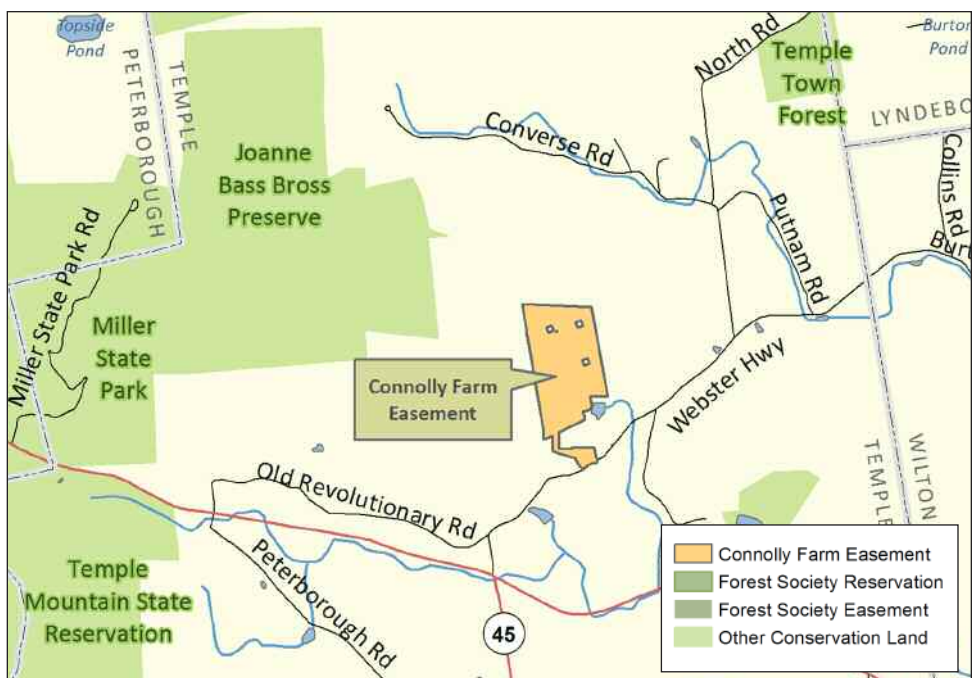 Topside
Pond
PETERBOROUGH
TEMPLE
North Rd
Temple
Town
Forest
Burton
Pond
LYNDEBO
Converse Rd
Joanne
Bass Bross
Preserve
Collins Rd
Putnam Rd
Burt
Miller State Park Rd
Miller
State
Park
Connolly Farm
Easement
Webster Hwy
Old Revolutionary Rd
TEMPLE
WILTON
Temple
Mountain State
Reservation
Peterborough Rd
45
Connolly Farm Easement
Forest Society Reservation
Forest Society Easement
Other Conservation Land